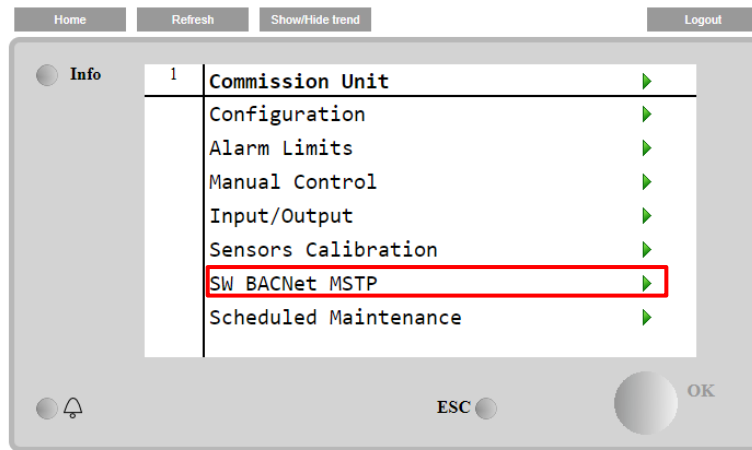 Home Refresh Show/Hide trend Logout
Info
1 Commission Unit
Configuration
Alarm Limits
Manual Control
Input/Output
Sensors Calibration
SW BACNet MSTP
Scheduled Maintenance
ESC OK